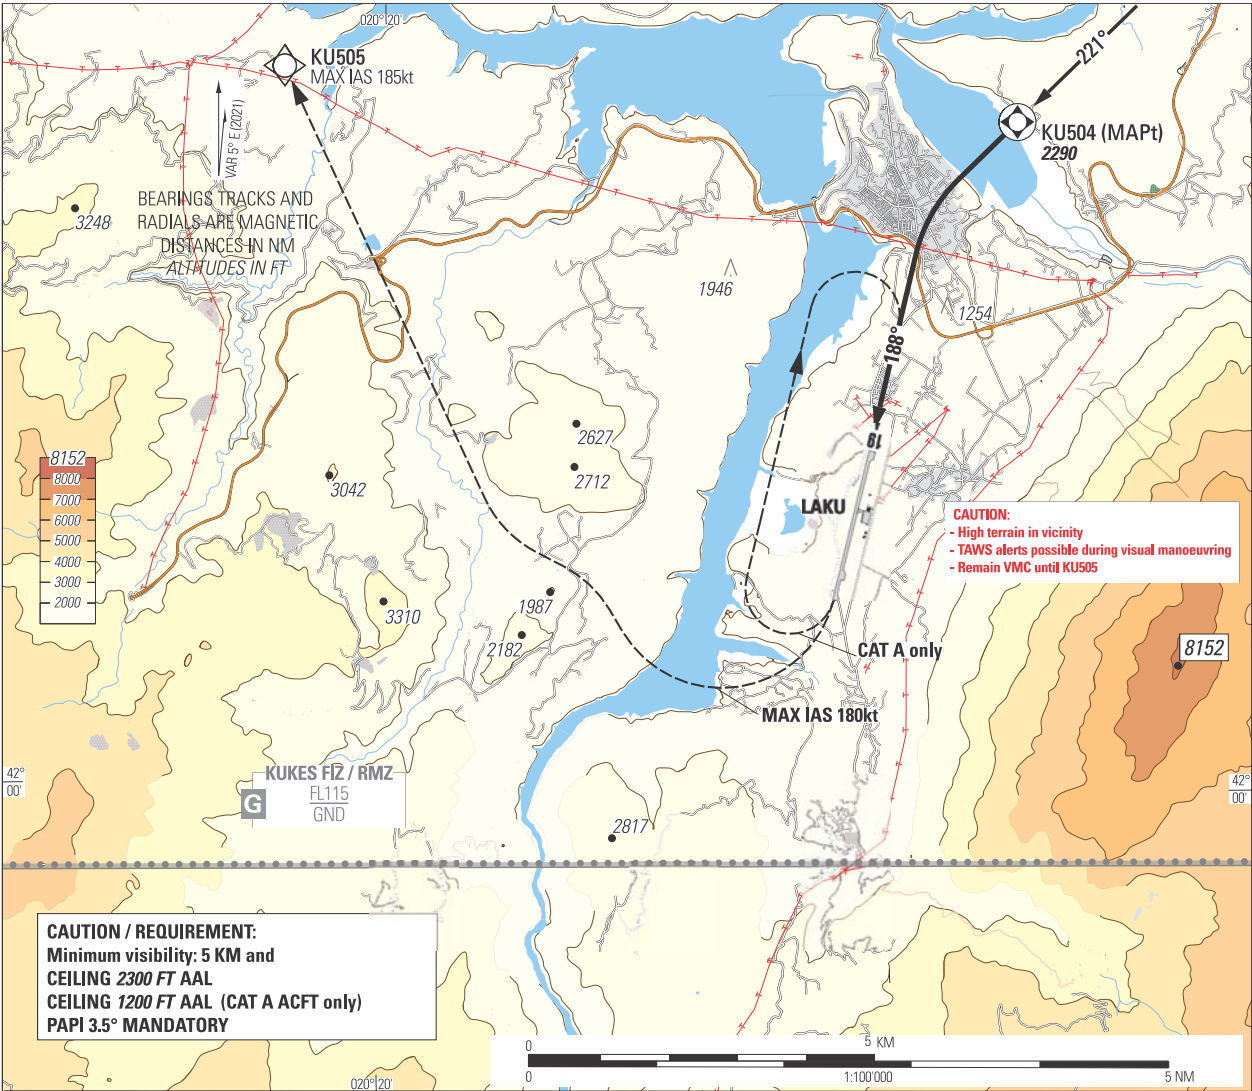 020° 20'
KU505
MAX IAS 185kt
221°
KU504 (MAPt)
2290
VAR 5° E (2021)
BEARINGS TRACKS AND
RADIALS ARE MAGNETIC
DISTANCES IN NM
ALTITUDES IN FT
3248
1946
1254
188°
19
2627
2712
3042
LAKU
8152
8000
7000
6000
5000
4000
3000
2000
CAUTION:
- High terrain in vicinity
- TAWS alerts possible during visual manoeuvring
- Remain VMC until KU505
3310
1987
2182
CAT A only
8152
MAX IAS 180kt
42°
00'
KUKES FIZ / RMZ
G
FL115
GND
42°
00'
2817
CAUTION / REQUIREMENT:
Minimum visibility: 5 KM and
CEILING 2300 FT AAL
CEILING 1200 FT AAL (CAT A ACFT only)
PAPI 3.5° MANDATORY
0
5 KM
0
1:100'000
5 NM
020° 20'